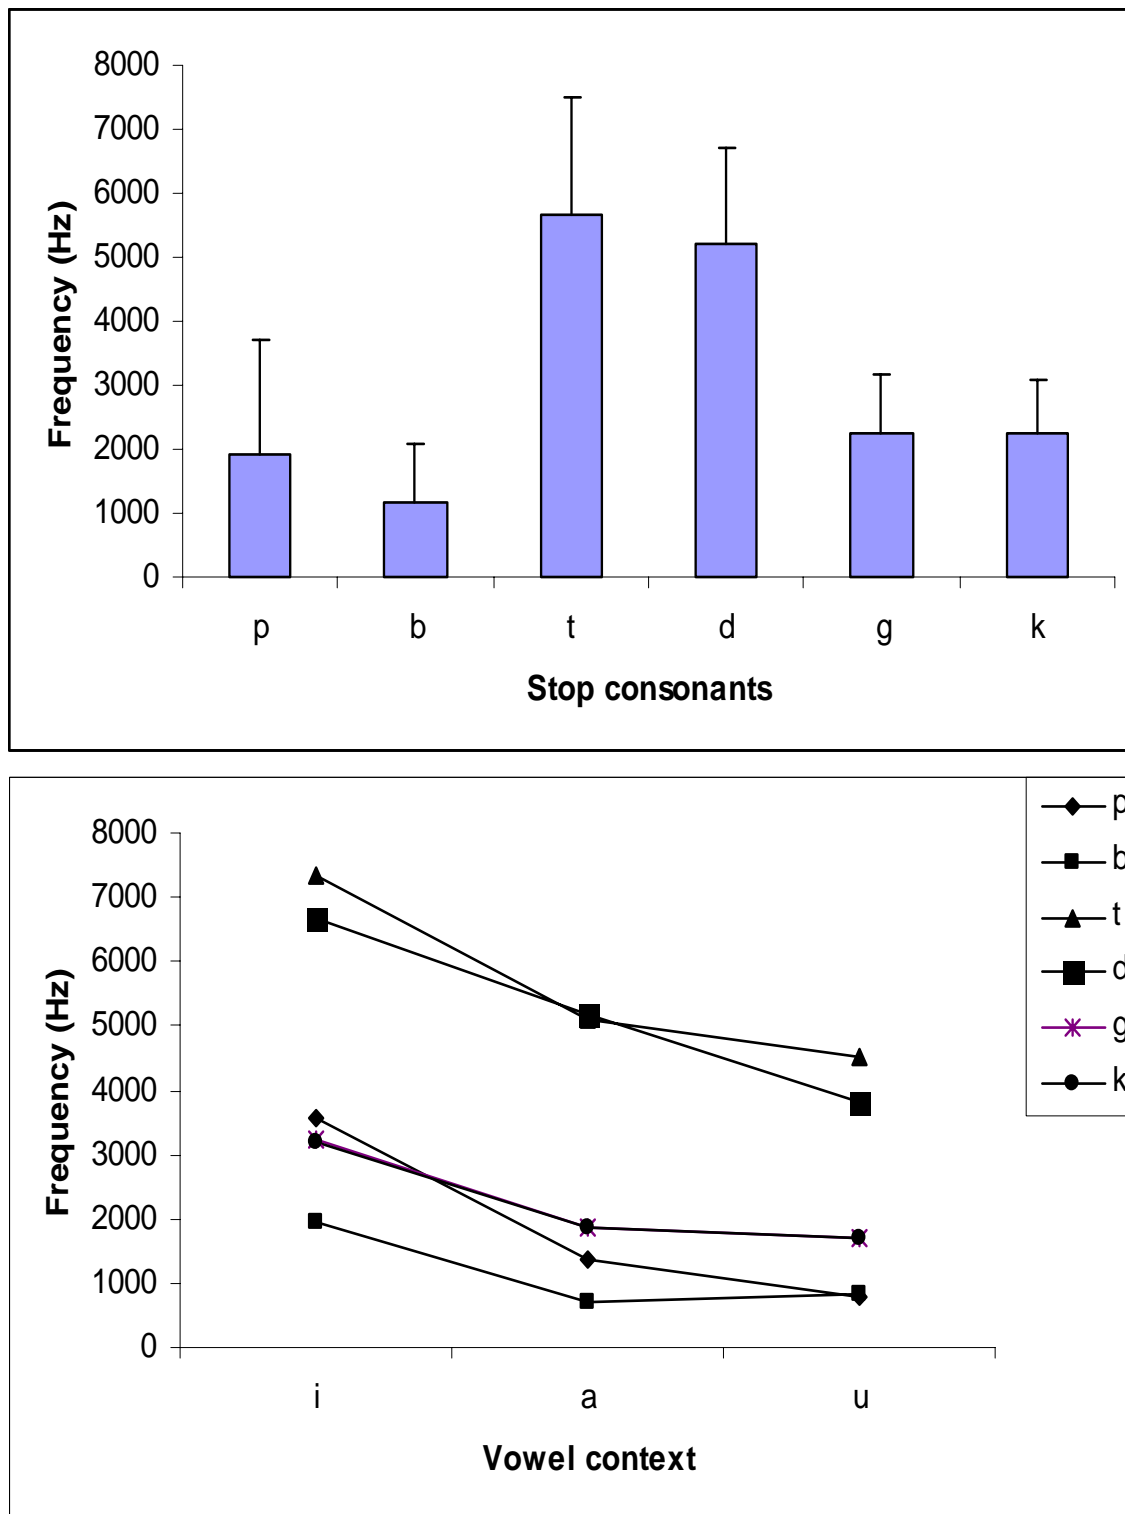 8000
7000
6000
5000
4000
3000
2000
1000
0
Frequency (Hz)
p b t d g k
Stop consonants
8000
7000
6000
5000
4000
3000
2000
1000
0
Frequency (Hz)
i a u
Vowel context
p
b
t
d
g
k